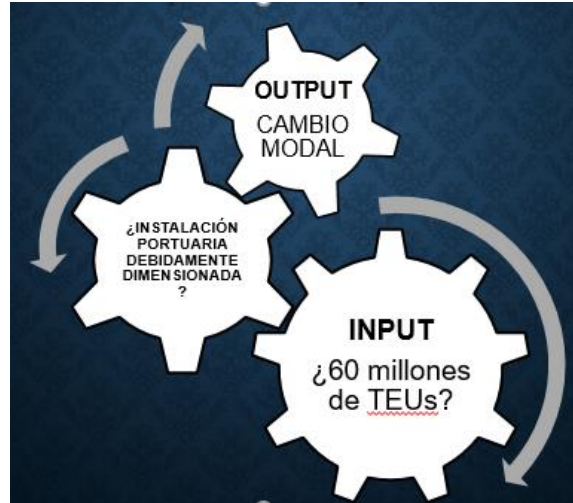 OUTPUT
CAMBIO
MODAL
¿INSTALACIÓN
PORTUARIA
DEBIDAMENTE
DIMENSIONADA
?
INPUT
¿60 millones
de TEUs?